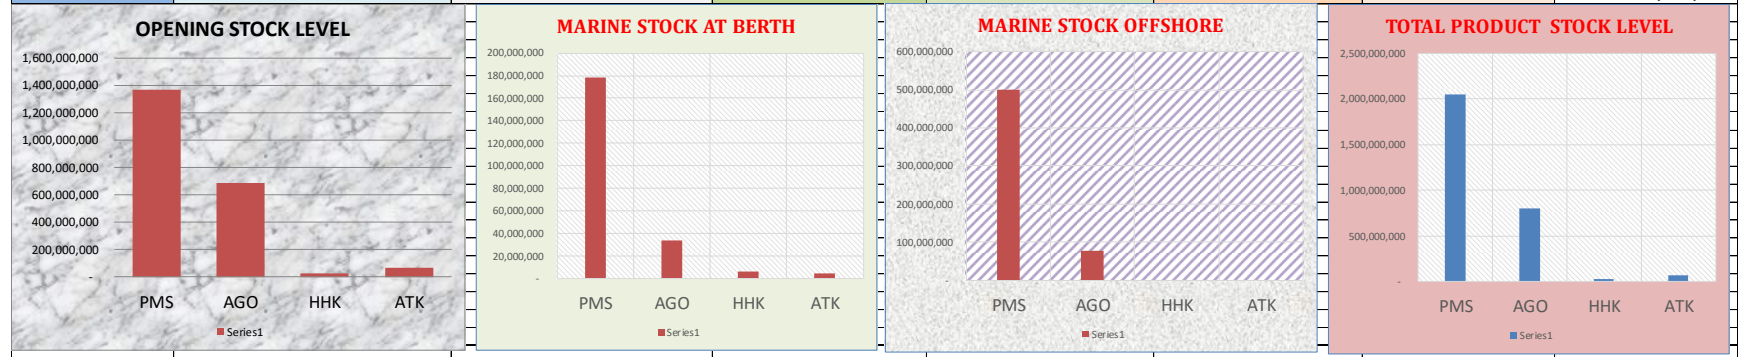 OPENING STOCK LEVEL
1,600,000,000
1,400,000,000
1,200,000,000
1,000,000,000
800,000,000
600,000,000
400,000,000
200,000,000
-
PMS AGO HHK ATK
Series1
MARINE STOCK AT BERTH
200,000,000
180,000,000
160,000,000
140,000,000
120,000,000
100,000,000
80,000,000
60,000,000
40,000,000
20,000,000
-
PMS AGO HHK ATK
Series1
MARINE STOCK OFFSHORE
600,000,000
500,000,000
400,000,000
300,000,000
200,000,000
100,000,000
-
PMS AGO HHK ATK
Series1
TOTAL PRODUCT STOCK LEVEL
2,500,000,000
2,000,000,000
1,500,000,000
1,000,000,000
500,000,000
-
PMS AGO HHK ATK
Series1